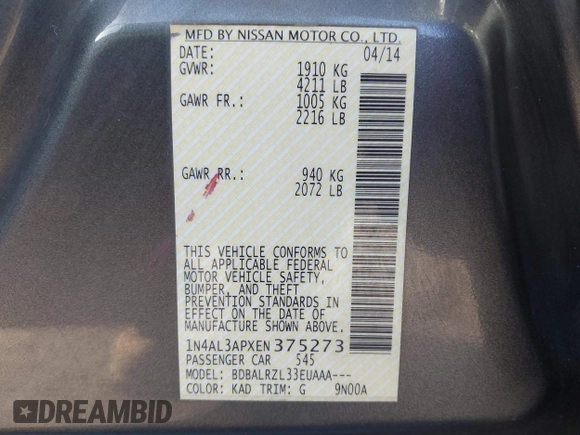 MFD BY NISSAN MOTOR CO., LTD.
DATE: 04/14
GVWR: 1910 KG
4211 LB
GAWR FR.: 1005 KG
2216 LB
GAWR RR.: 940 KG
2072 LB
THIS VEHICLE CONFORMS TO
ALL APPLICABLE FEDERAL
MOTOR VEHICLE SAFETY,
BUMPER, AND THEFT
PREVENTION STANDARDS IN
EFFECT ON THE DATE OF
MANUFACTURE SHOWN ABOVE.
1N4AL3APXEN375273
PASSENGER CAR 545
MODEL: BDBALRZL33EUAAA---
COLOR: KAD TRIM: G 9N00A
DREAMBID